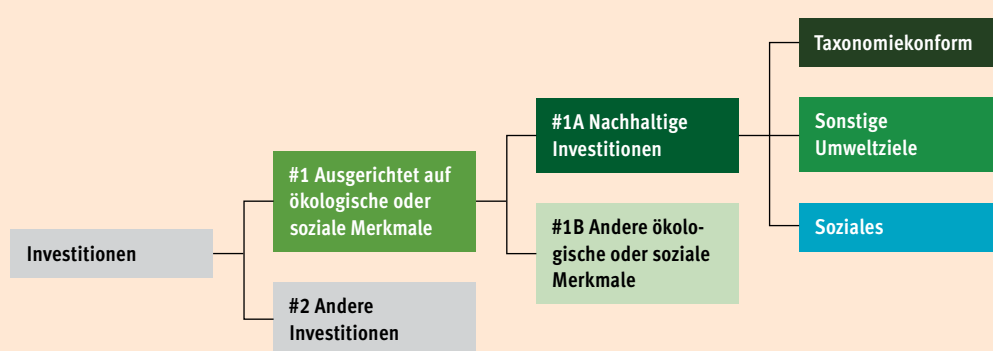 Investitionen
#1 Ausgerichtet auf
ökologische oder
soziale Merkmale
#2 Andere
Investitionen
#1A Nachhaltige
Investitionen
#1B Andere ökolo-
gische oder soziale
Merkmale
Taxonomiekonform
Sonstige
Umweltziele
Soziales